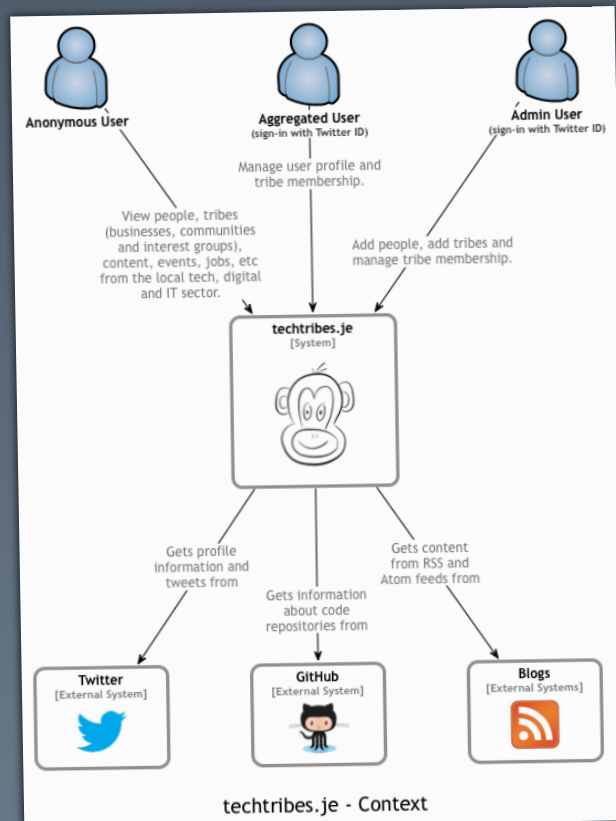 Anonymous User
Aggregated User
(sign-in with Twitter ID)
Admin User
(sign-in with Twitter ID)
View people, tribes
(businesses, communities
and interest groups),
content, events, jobs, etc
from the local tech, digital
and IT sector.
Manage user profile and
tribe membership.
Add people, add tribes and
manage tribe membership.
techtribes.je
[System]
Gets profile
information and
tweets from
Gets information
about code
repositories from
Gets content
from RSS and
Atom feeds from
Twitter
[External System]
GitHub
[External System]
Blogs
[External Systems]
techtribes.je - Context